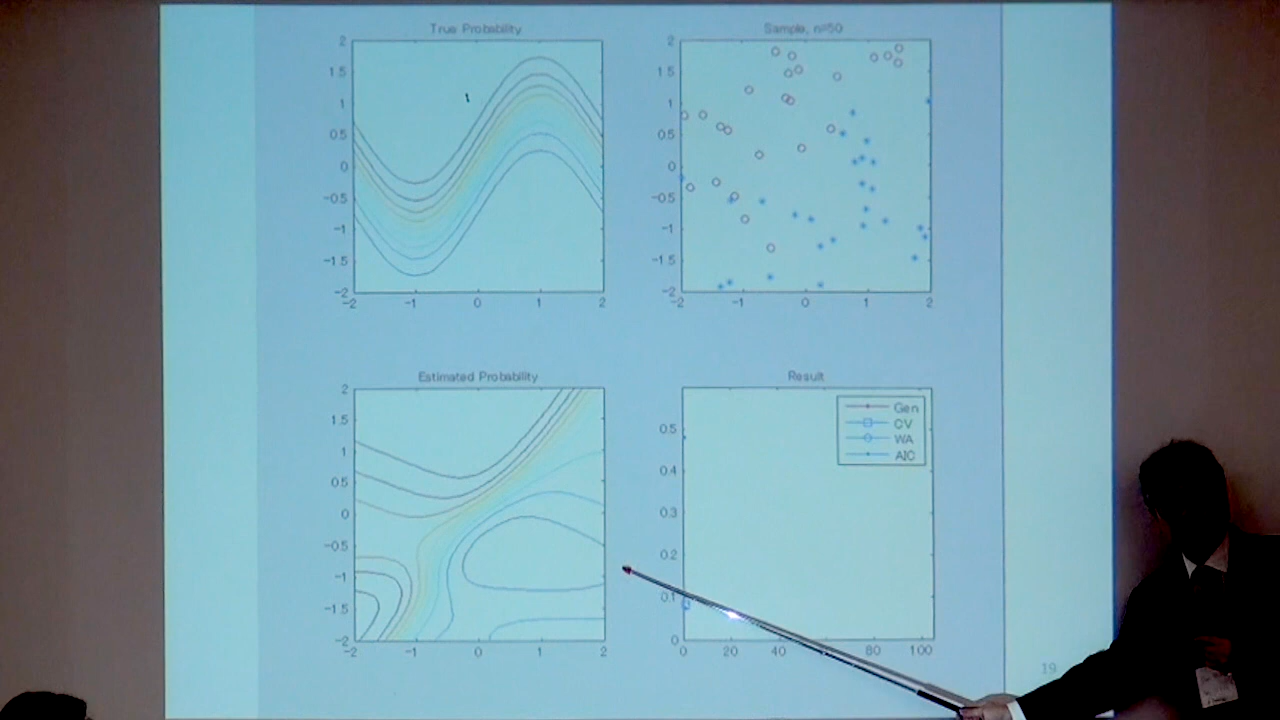 True Probability
2
1.5
1
0.5
0
−0.5
−1
−1.5
−2
−2 −1 0 1 2
Sample, n=50
2
1.5
1
0.5
0
−0.5
−1
−1.5
−2
−2 −1 0 1 2
Estimated Probability
2
1.5
1
0.5
0
−0.5
−1
−1.5
−2
−2 −1 0 1 2
Result
Gen
CV
WA
AIC
0.5
0.4
0.3
0.2
0.1
0
0 20 40 80 100
19